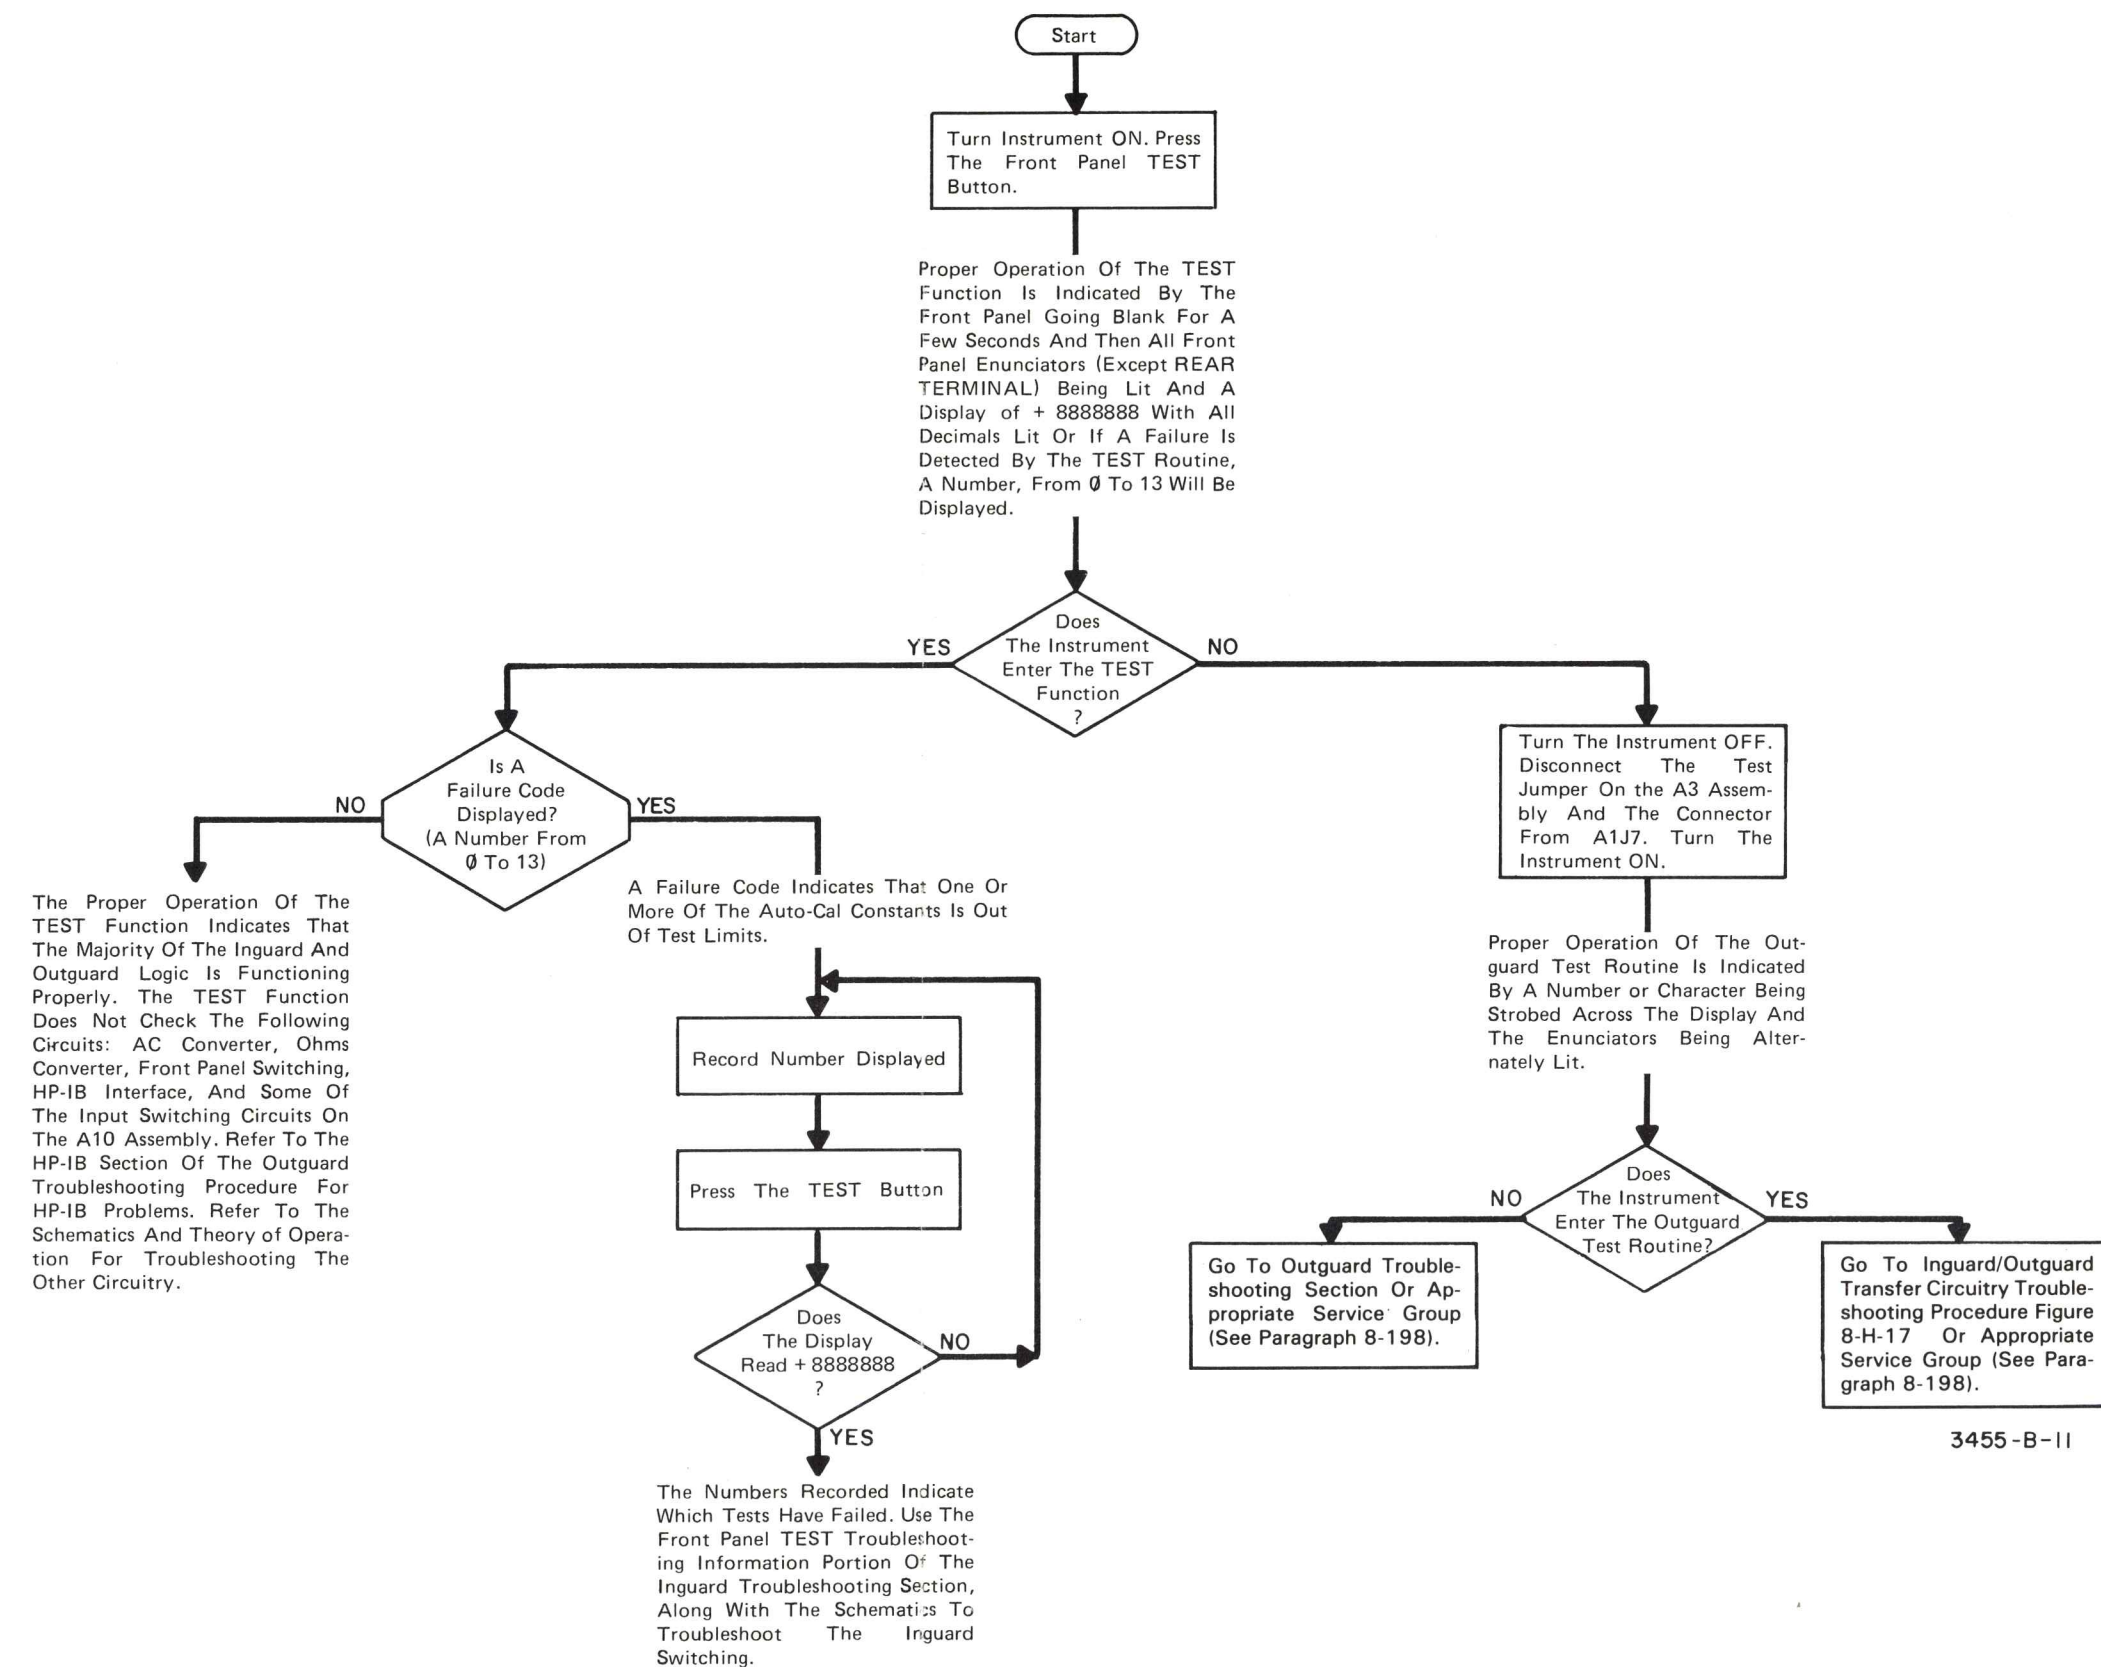 Start
Turn Instrument ON. Press
The Front Panel TEST
Button.
Proper Operation Of The TEST
Function Is Indicated By The
Front Panel Going Blank For A
Few Seconds And Then All Front
Panel Enunciators (Except REAR
TERMINAL) Being Lit And A
Display of + 8888888 With All
Decimals Lit Or If A Failure Is
Detected By The TEST Routine,
A Number, From Ø To 13 Will Be
Displayed.
Does
The Instrument
Enter The TEST
Function
?
YES
NO
Is A
Failure Code
Displayed?
(A Number From
Ø To 13)
NO
YES
The Proper Operation Of The
TEST Function Indicates That
The Majority Of The Inguard And
Outguard Logic Is Functioning
Properly. The TEST Function
Does Not Check The Following
Circuits: AC Converter, Ohms
Converter, Front Panel Switching,
HP-IB Interface, And Some Of
The Input Switching Circuits On
The A10 Assembly. Refer To The
HP-IB Section Of The Outguard
Troubleshooting Procedure For
HP-IB Problems. Refer To The
Schematics And Theory of Opera-
tion For Troubleshooting The
Other Circuitry.
A Failure Code Indicates That One Or
More Of The Auto-Cal Constants Is Out
Of Test Limits.
Record Number Displayed
Press The TEST Button
Does
The Display
Read + 8888888
?
NO
YES
The Numbers Recorded Indicate
Which Tests Have Failed. Use The
Front Panel TEST Troubleshoot-
ing Information Portion Of The
Inguard Troubleshooting Section,
Along With The Schematics To
Troubleshoot The Inguard
Switching.
Turn The Instrument OFF.
Disconnect The Test
Jumper On the A3 Assem-
bly And The Connector
From A1J7. Turn The
Instrument ON.
Proper Operation Of The Out-
guard Test Routine Is Indicated
By A Number or Character Being
Strobed Across The Display And
The Enunciators Being Alter-
nately Lit.
Does
The Instrument
Enter The Outguard
Test Routine?
NO
YES
Go To Outguard Trouble-
shooting Section Or Ap-
propriate Service Group
(See Paragraph 8-198).
Go To Inguard/Outguard
Transfer Circuitry Trouble-
shooting Procedure Figure
8-H-17 Or Appropriate
Service Group (See Para-
graph 8-198).
3455-B-11